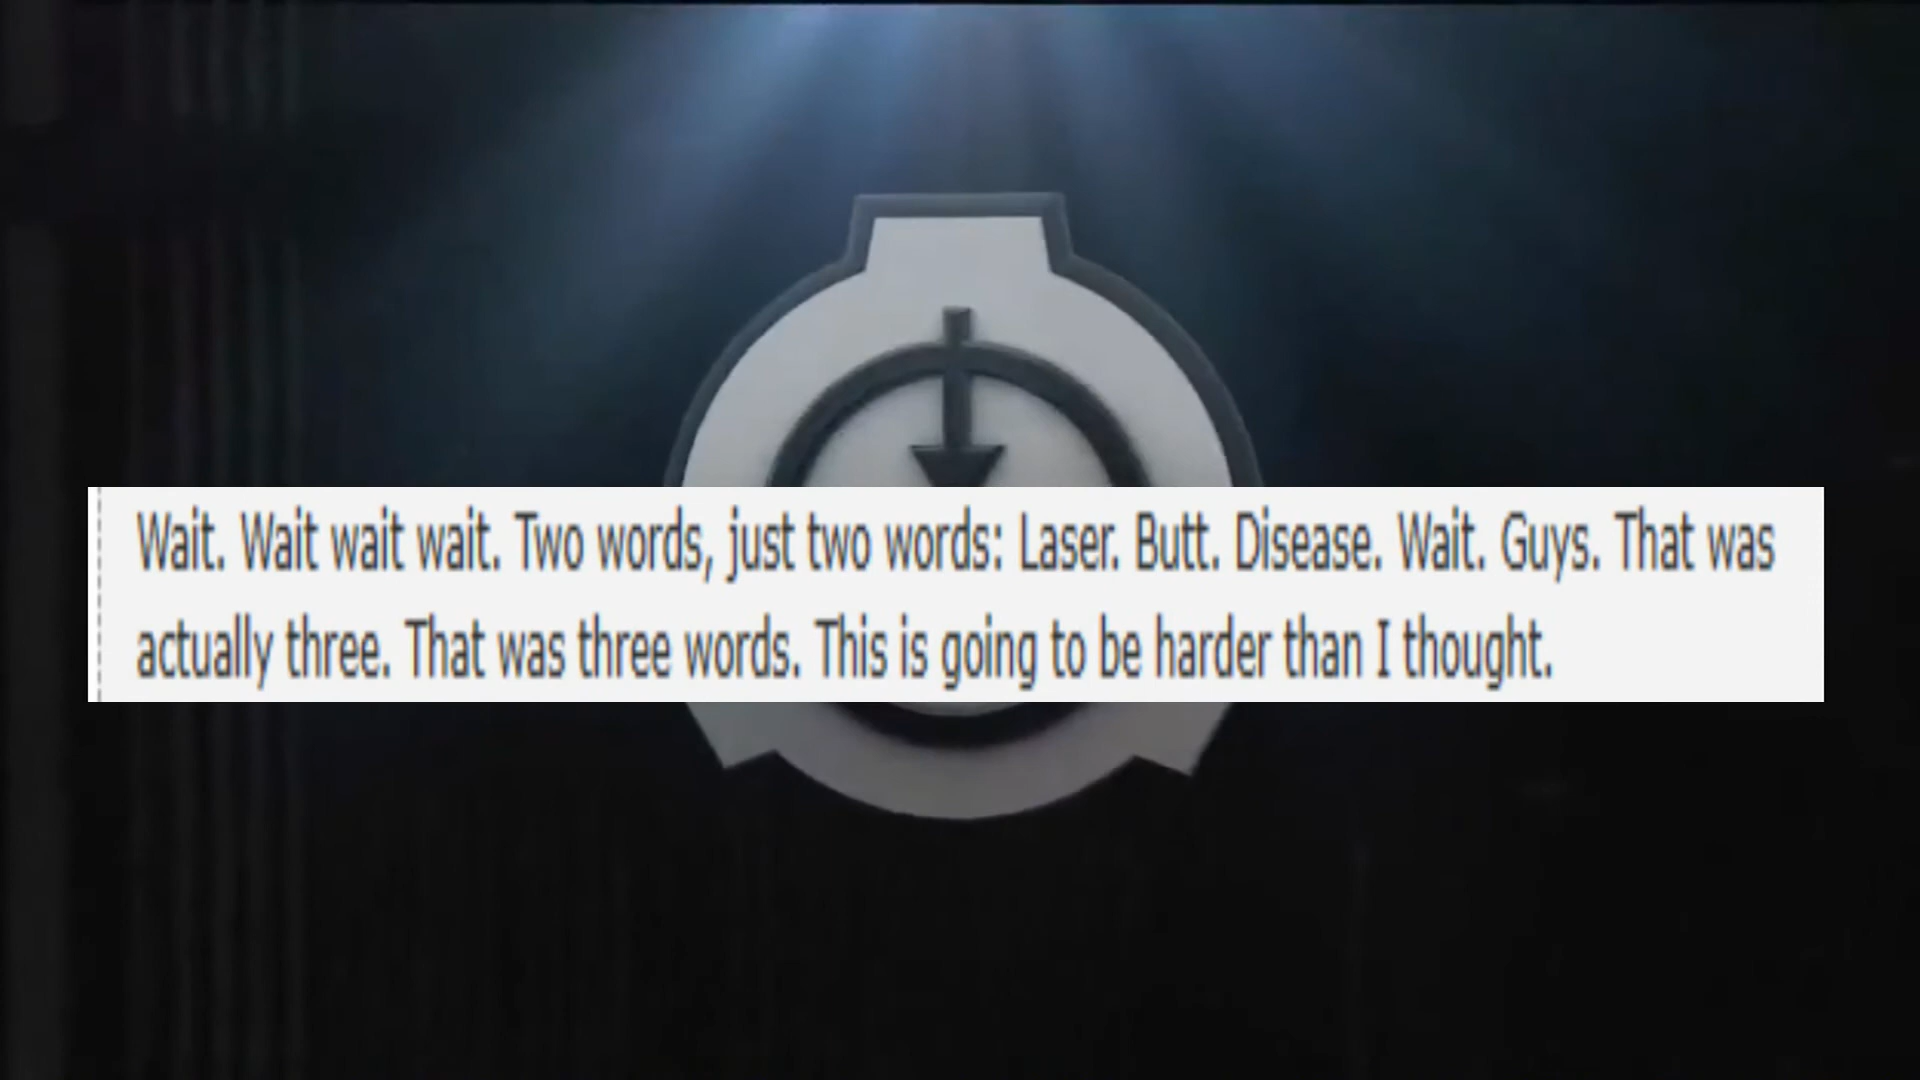 Wait. Wait wait wait. Two words, just two words: Laser. Butt. Disease. Wait. Guys. That was
actually three. That was three words. This is going to be harder than I thought.